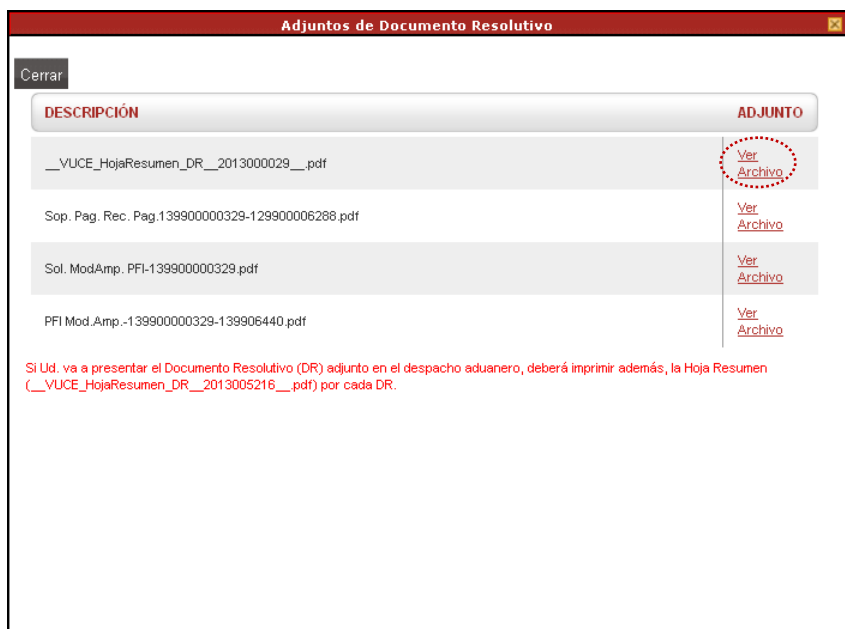 Adjuntos de Documento Resolutivo
Cerrar
DESCRIPCIÓN ADJUNTO
__VUCE_HojaResumen_DR__2013000029__.pdf Ver
Archivo
Sop. Pag. Rec. Pag.139900000329-129900006288.pdf Ver
Archivo
Sol. ModAmp. PFI-139900000329.pdf Ver
Archivo
PFI Mod.Amp.-139900000329-139906440.pdf Ver
Archivo
Si Ud. va a presentar el Documento Resolutivo (DR) adjunto en el despacho aduanero, deberá imprimir además, la Hoja Resumen
(__VUCE_HojaResumen_DR__2013005216__.pdf) por cada DR.